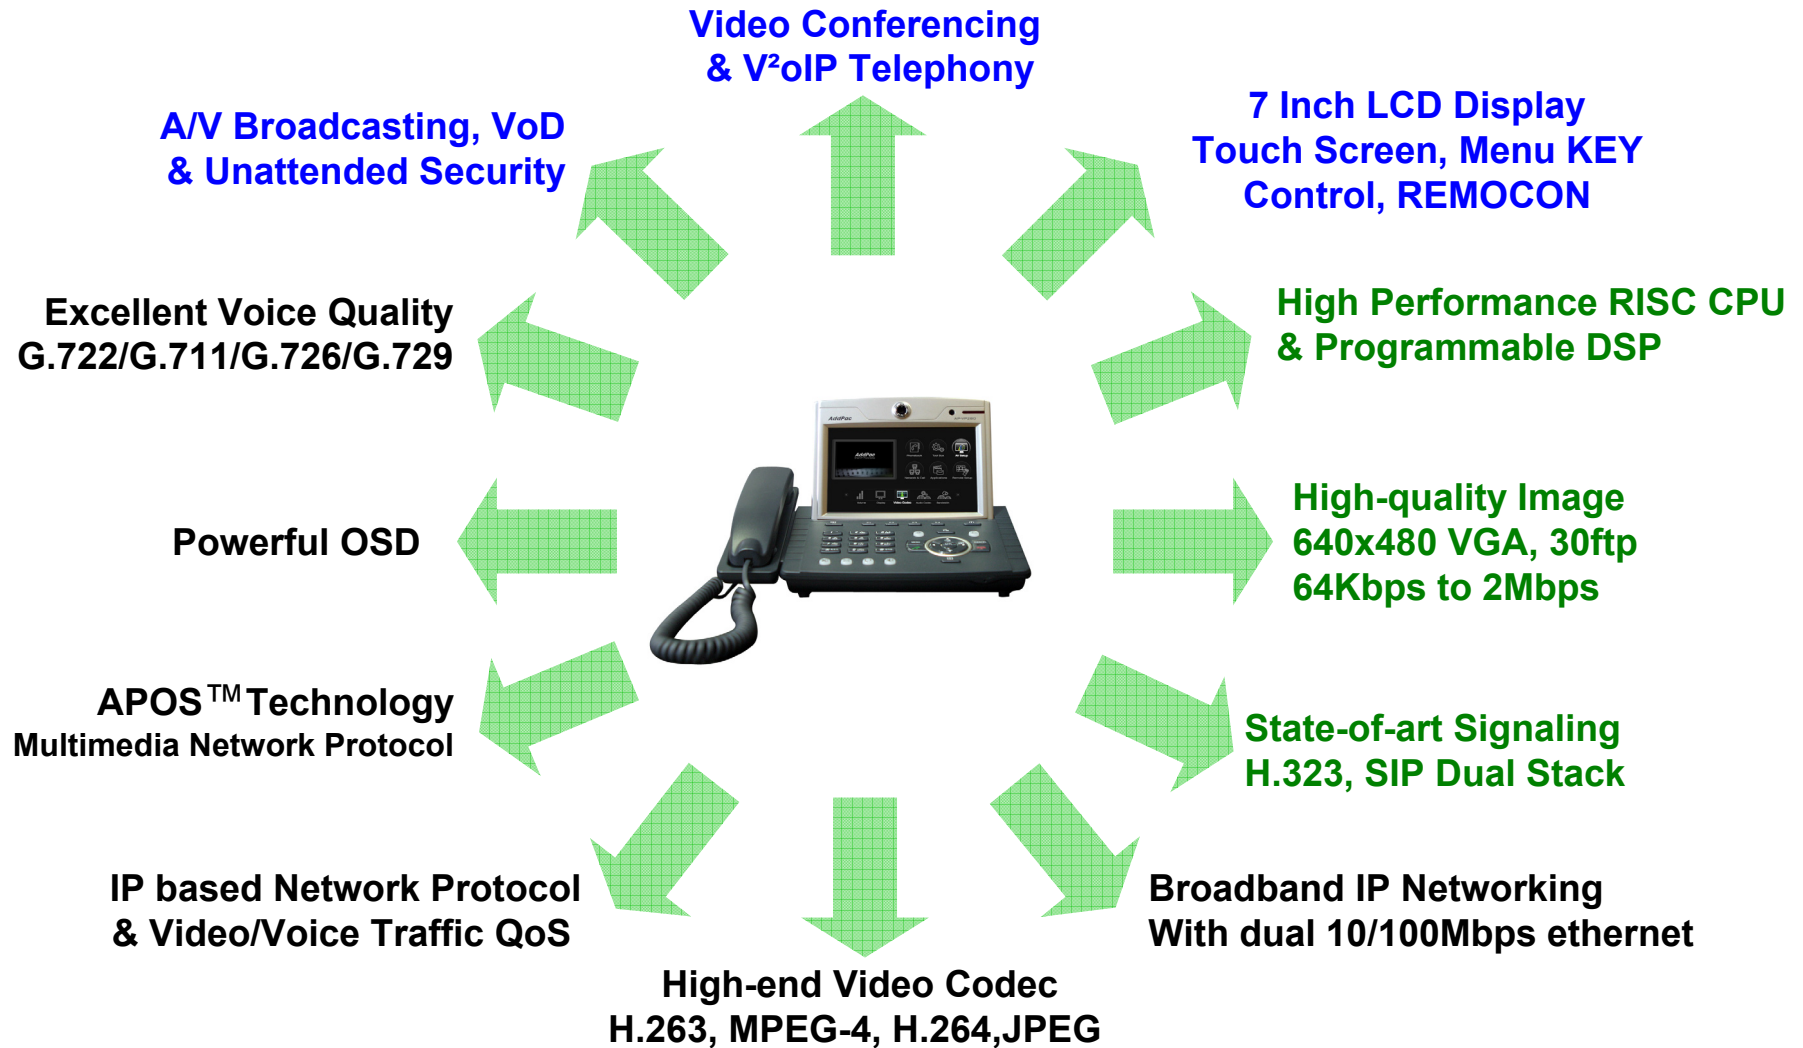 Video Conferencing
& V²oIP Telephony
7 Inch LCD Display
Touch Screen, Menu KEY
Control, REMOCON
A/V Broadcasting, VoD
& Unattended Security
High Performance RISC CPU
& Programmable DSP
Excellent Voice Quality
G.722/G.711/G.726/G.729
AddPac
AddPac
High-quality Image
640x480 VGA, 30ftp
64Kbps to 2Mbps
Powerful OSD
APOS™Technology
Multimedia Network Protocol
State-of-art Signaling
H.323, SIP Dual Stack
IP based Network Protocol
& Video/Voice Traffic QoS
Broadband IP Networking
With dual 10/100Mbps ethernet
High-end Video Codec
H.263, MPEG-4, H.264,JPEG